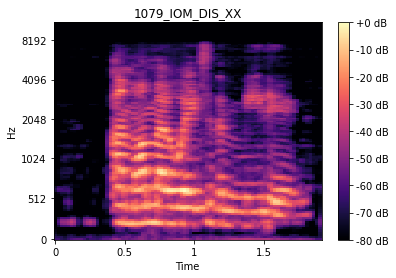 1079_IOM_DIS_XX
8192
4096
2048
1024
512
0
Hz
0
0.5
1
1.5
Time
+0 dB
-10 dB
-20 dB
-30 dB
-40 dB
-50 dB
-60 dB
-70 dB
-80 dB